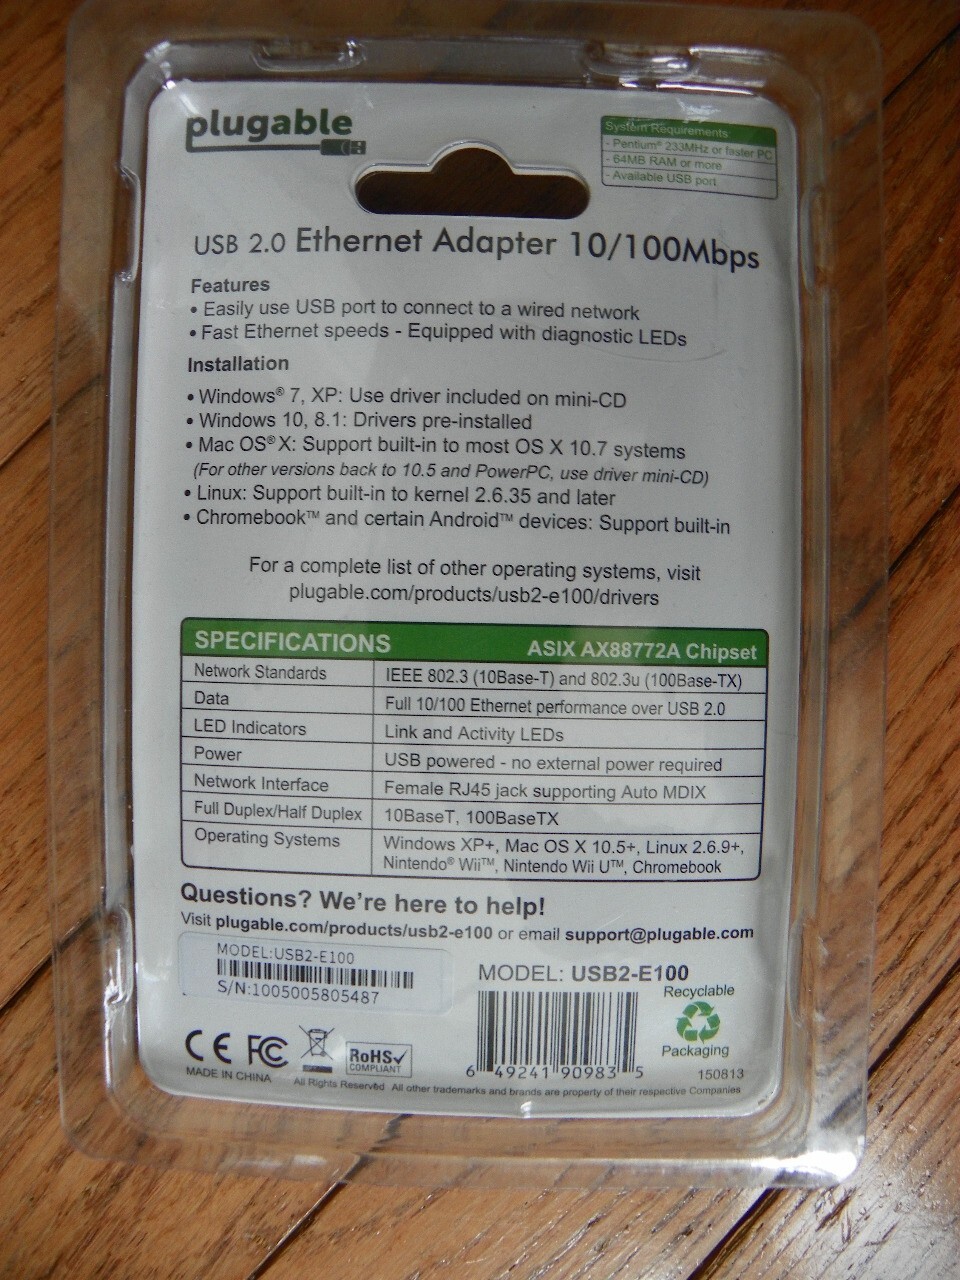 plugable
System Requirements
- Pentium® 233MHz or faster PC
- 64MB RAM or more
- Available USB port
USB 2.0 Ethernet Adapter 10/100Mbps
Features
• Easily use USB port to connect to a wired network
• Fast Ethernet speeds - Equipped with diagnostic LEDs
Installation
• Windows® 7, XP: Use driver included on mini-CD
• Windows 10, 8.1: Drivers pre-installed
• Mac OS® X: Support built-in to most OS X 10.7 systems
(For other versions back to 10.5 and PowerPC, use driver mini-CD)
• Linux: Support built-in to kernel 2.6.35 and later
• Chromebook™ and certain Android™ devices: Support built-in
For a complete list of other operating systems, visit
plugable.com/products/usb2-e100/drivers
SPECIFICATIONS ASIX AX88772A Chipset
Network Standards IEEE 802.3 (10Base-T) and 802.3u (100Base-TX)
Data Full 10/100 Ethernet performance over USB 2.0
LED Indicators Link and Activity LEDs
Power USB powered - no external power required
Network Interface Female RJ45 jack supporting Auto MDIX
Full Duplex/Half Duplex 10BaseT, 100BaseTX
Operating Systems Windows XP+, Mac OS X 10.5+, Linux 2.6.9+,
Nintendo® Wii™, Nintendo Wii U™, Chromebook
Questions? We're here to help!
Visit plugable.com/products/usb2-e100 or email support@plugable.com
MODEL:USB2-E100
S/N:1005005805487
MODEL: USB2-E100
6 49241 90983 5
Recyclable
Packaging
150813
CE FC
RoHS
COMPLIANT
MADE IN CHINA
All Rights Reserved All other trademarks and brands are property of their respective Companies